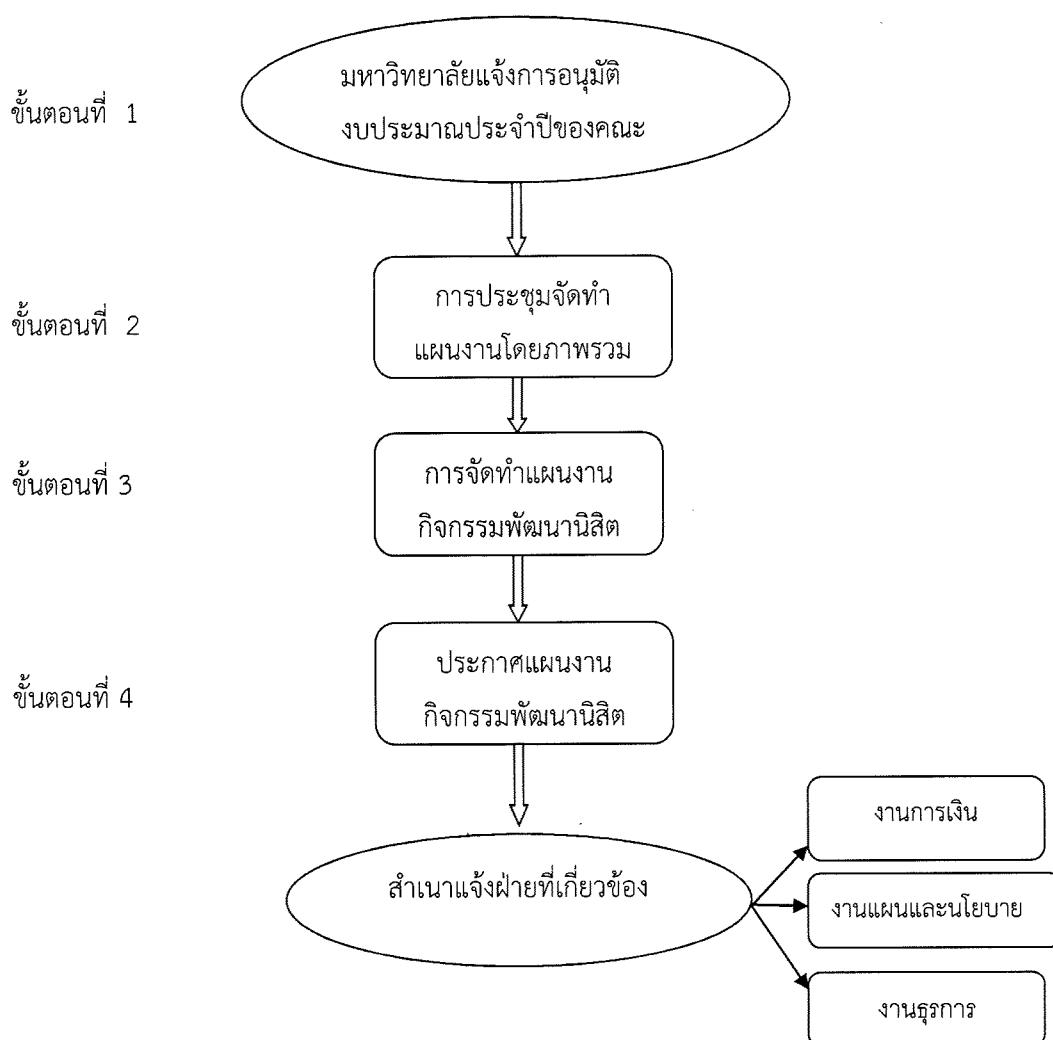 ขั้นตอนที่ 1
มหาวิทยาลัยแจ้งการอนุมัติ
งบประมาณประจำปีของคณะ
ขั้นตอนที่ 2
การประชุมจัดทำ
แผนงานโดยภาพรวม
ขั้นตอนที่ 3
การจัดทำแผนงาน
กิจกรรมพัฒนานิสิต
ขั้นตอนที่ 4
ประกาศแผนงาน
กิจกรรมพัฒนานิสิต
สำเนาแจ้งฝ่ายที่เกี่ยวข้อง
งานการเงิน
งานแผนและนโยบาย
งานธุรการ